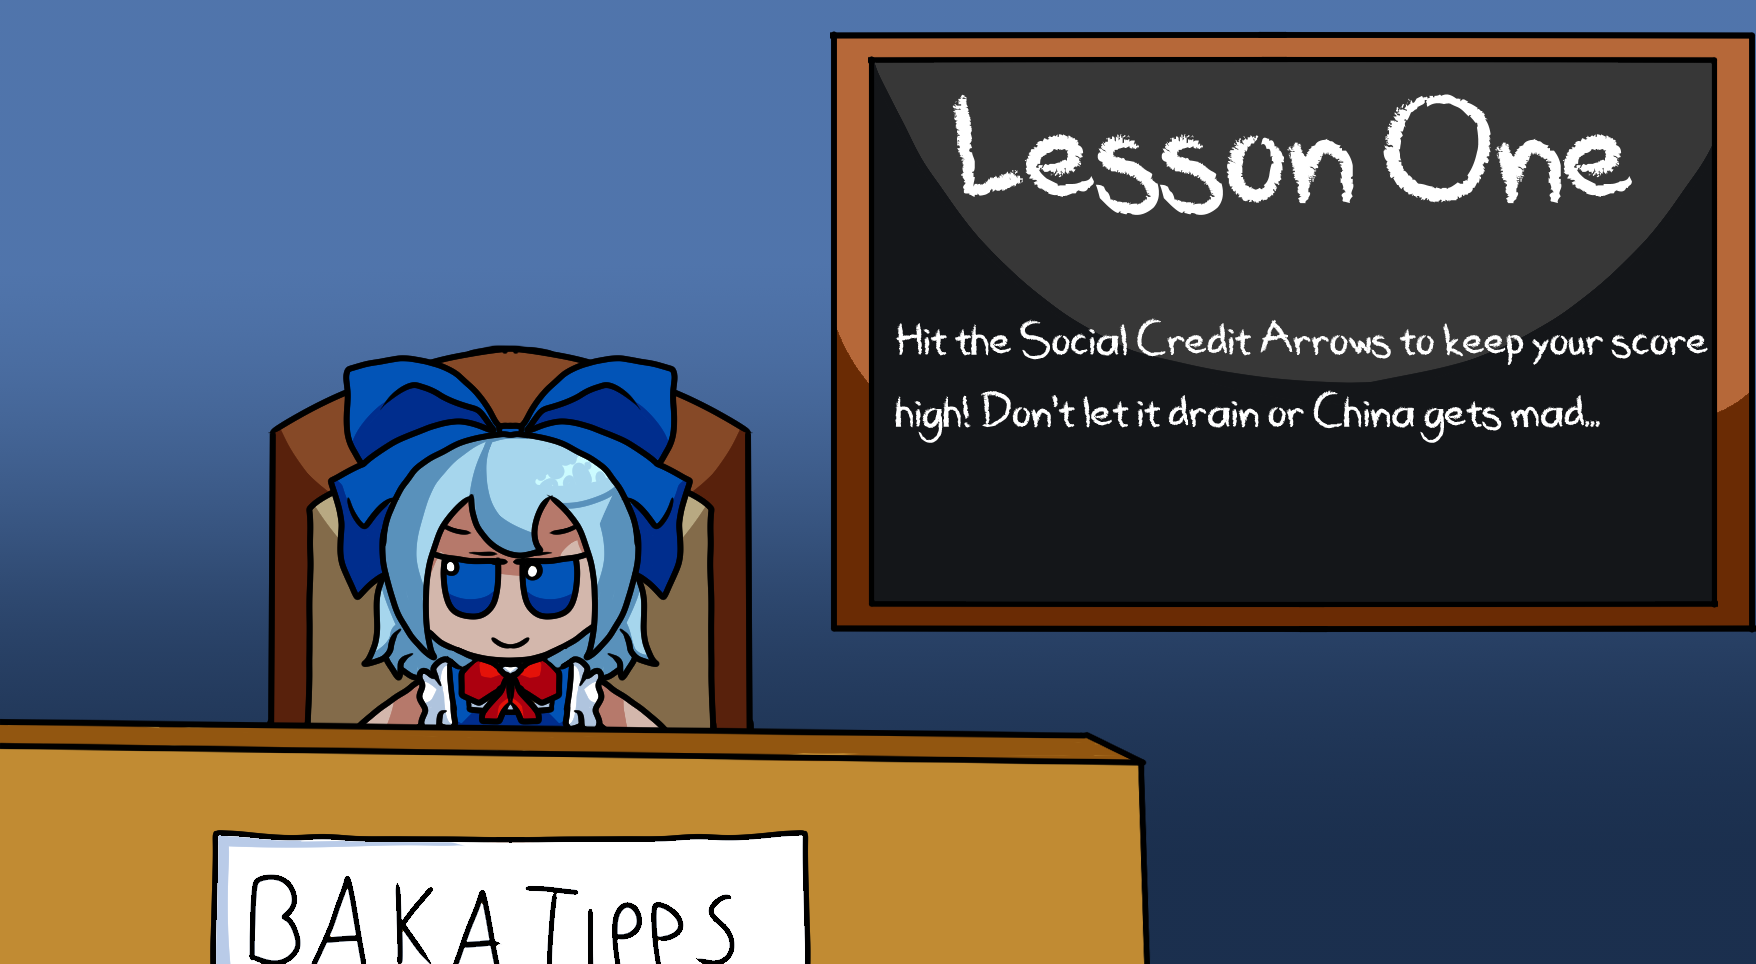 Lesson One
Hit the Social Credit Arrows to keep your score
high! Don't let it drain or China gets mad...
BAKA TIPPS